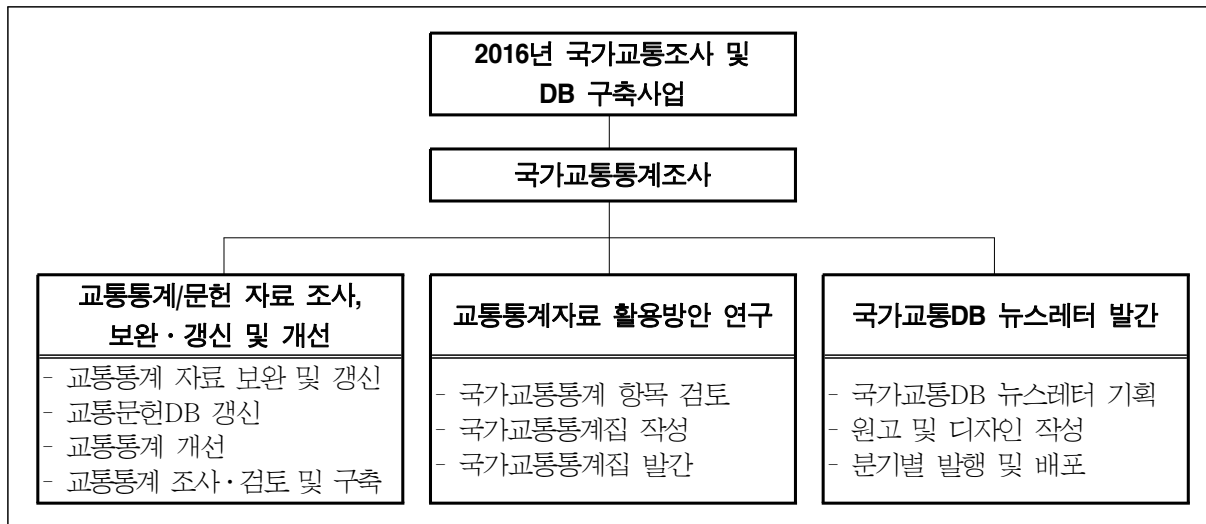 2016년 국가교통조사 및
DB 구축사업
국가교통통계조사
교통통계/문헌 자료 조사,
보완·갱신 및 개선
- 교통통계 자료 보완 및 갱신
- 교통문헌DB 갱신
- 교통통계 개선
- 교통통계 조사·검토 및 구축
교통통계자료 활용방안 연구
- 국가교통통계 항목 검토
- 국가교통통계집 작성
- 국가교통통계집 발간
국가교통DB 뉴스레터 발간
- 국가교통DB 뉴스레터 기획
- 원고 및 디자인 작성
- 분기별 발행 및 배포